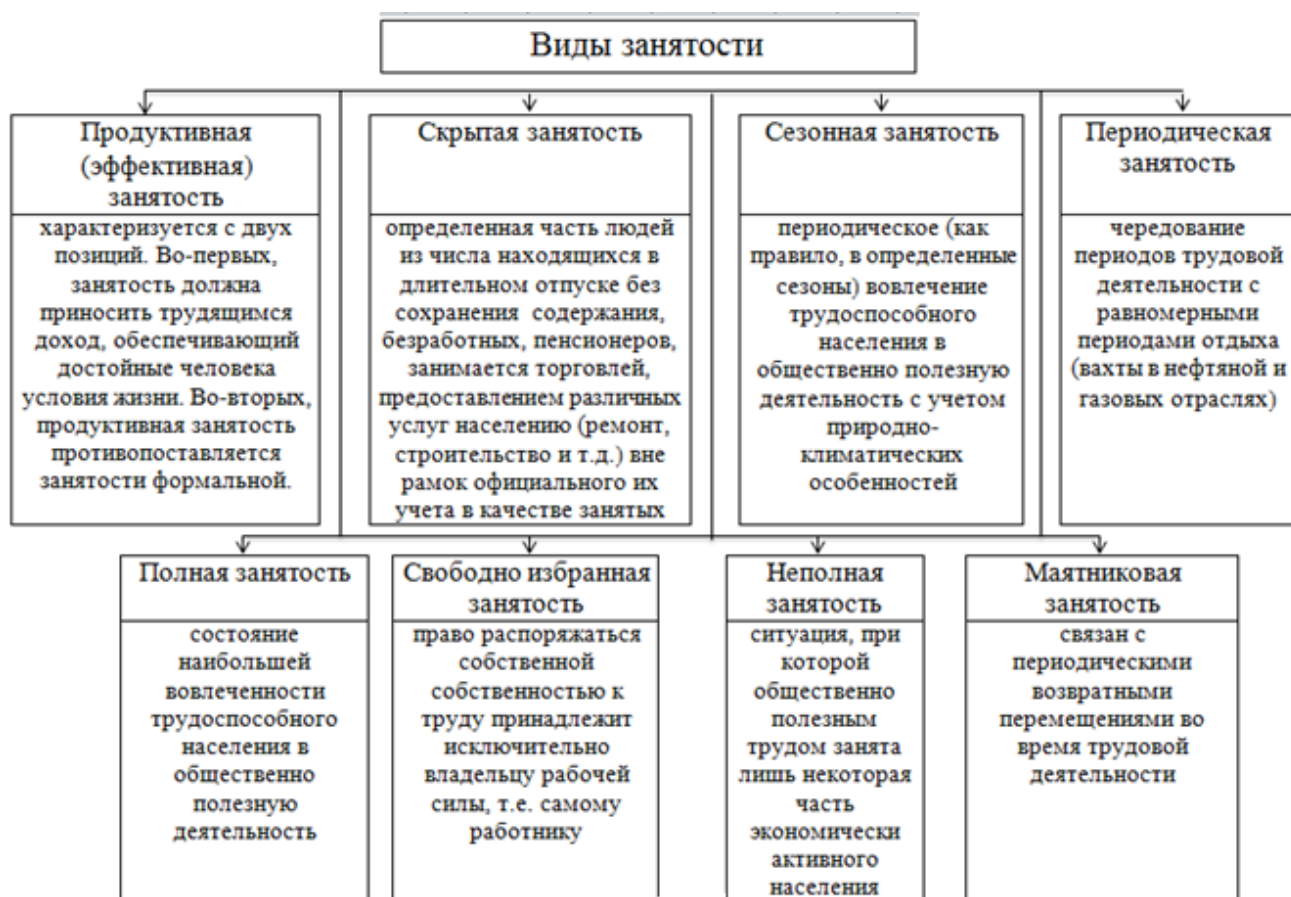 Виды занятости
Продуктивная
(эффективная)
занятость
характеризуется с двух
позиций. Во-первых,
занятость должна
приносить трудящимся
доход, обеспечивающий
достойные человека
условия жизни. Во-вторых,
продуктивная занятость
противопоставляется
занятости формальной.
Скрытая занятость
определенная часть людей
из числа находящихся в
длительном отпуске без
сохранения содержания,
безработных, пенсионеров,
занимается торговлей,
предоставлением различных
услуг населению (ремонт,
строительство и т.д.) вне
рамок официального их
учета в качестве занятых
Сезонная занятость
периодическое (как
правило, в определенные
сезоны) вовлечение
трудоспособного
населения в
общественно полезную
деятельность с учетом
природно-
климатических
особенностей
Периодическая
занятость
чередование
периодов трудовой
деятельности с
равномерными
периодами отдыха
(вахты в нефтяной и
газовых отраслях)
Полная занятость
состояние
наибольшей
вовлеченности
трудоспособного
населения в
общественно
полезную
деятельность
Свободно избранная
занятость
право распоряжаться
собственной
собственностью к
труду принадлежит
исключительно
владельцу рабочей
силы, т.е. самому
работнику
Неполная
занятость
ситуация, при
которой
общественно
полезным
трудом занята
лишь некоторая
часть
экономически
активного
населения
Маятниковая
занятость
связан с
периодическими
возвратными
перемещениями во
время трудовой
деятельности